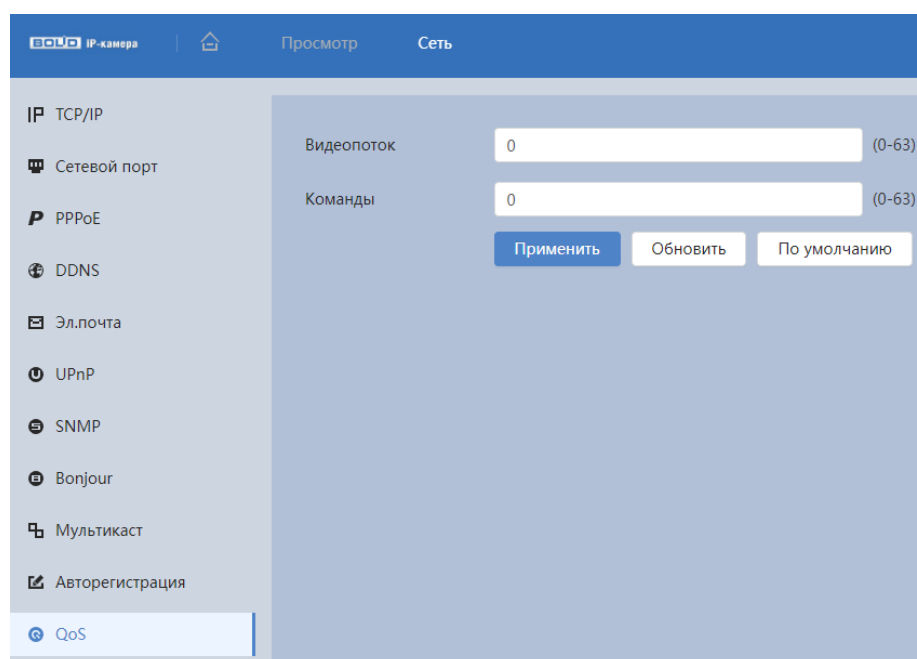 BOLID IP-камера Просмотр Сеть
TCP/IP
Сетевой порт
PPPoE
DDNS
Эл.почта
UPnP
SNMP
Bonjour
Мультикаст
Авторегистрация
QoS
Видеопоток 0 (0-63)
Команды 0 (0-63)
Применить Обновить По умолчанию